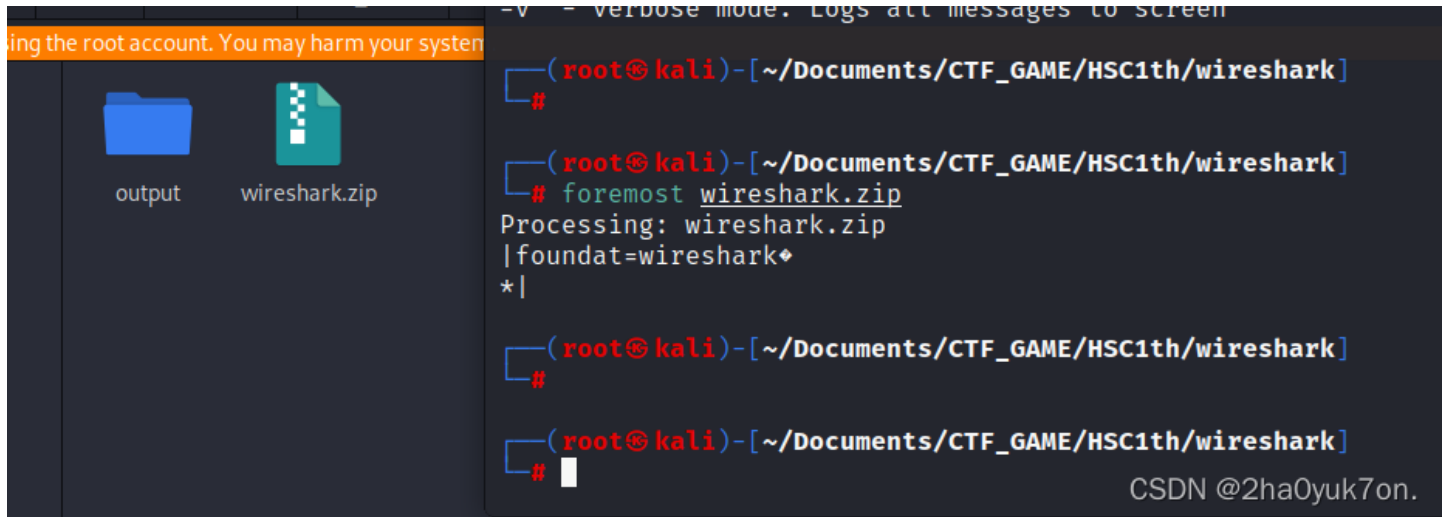 -v  - verbose mode. Logs all messages to screen
ing the root account. You may harm your system
┌──(root㉿kali)-[~/Documents/CTF_GAME/HSC1th/wireshark]
└─#
┌──(root㉿kali)-[~/Documents/CTF_GAME/HSC1th/wireshark]
└─# foremost wireshark.zip
Processing: wireshark.zip
|foundat=wireshark�
*|
┌──(root㉿kali)-[~/Documents/CTF_GAME/HSC1th/wireshark]
└─#
┌──(root㉿kali)-[~/Documents/CTF_GAME/HSC1th/wireshark]
└─#
output
wireshark.zip
CSDN @2ha0yuk7on.